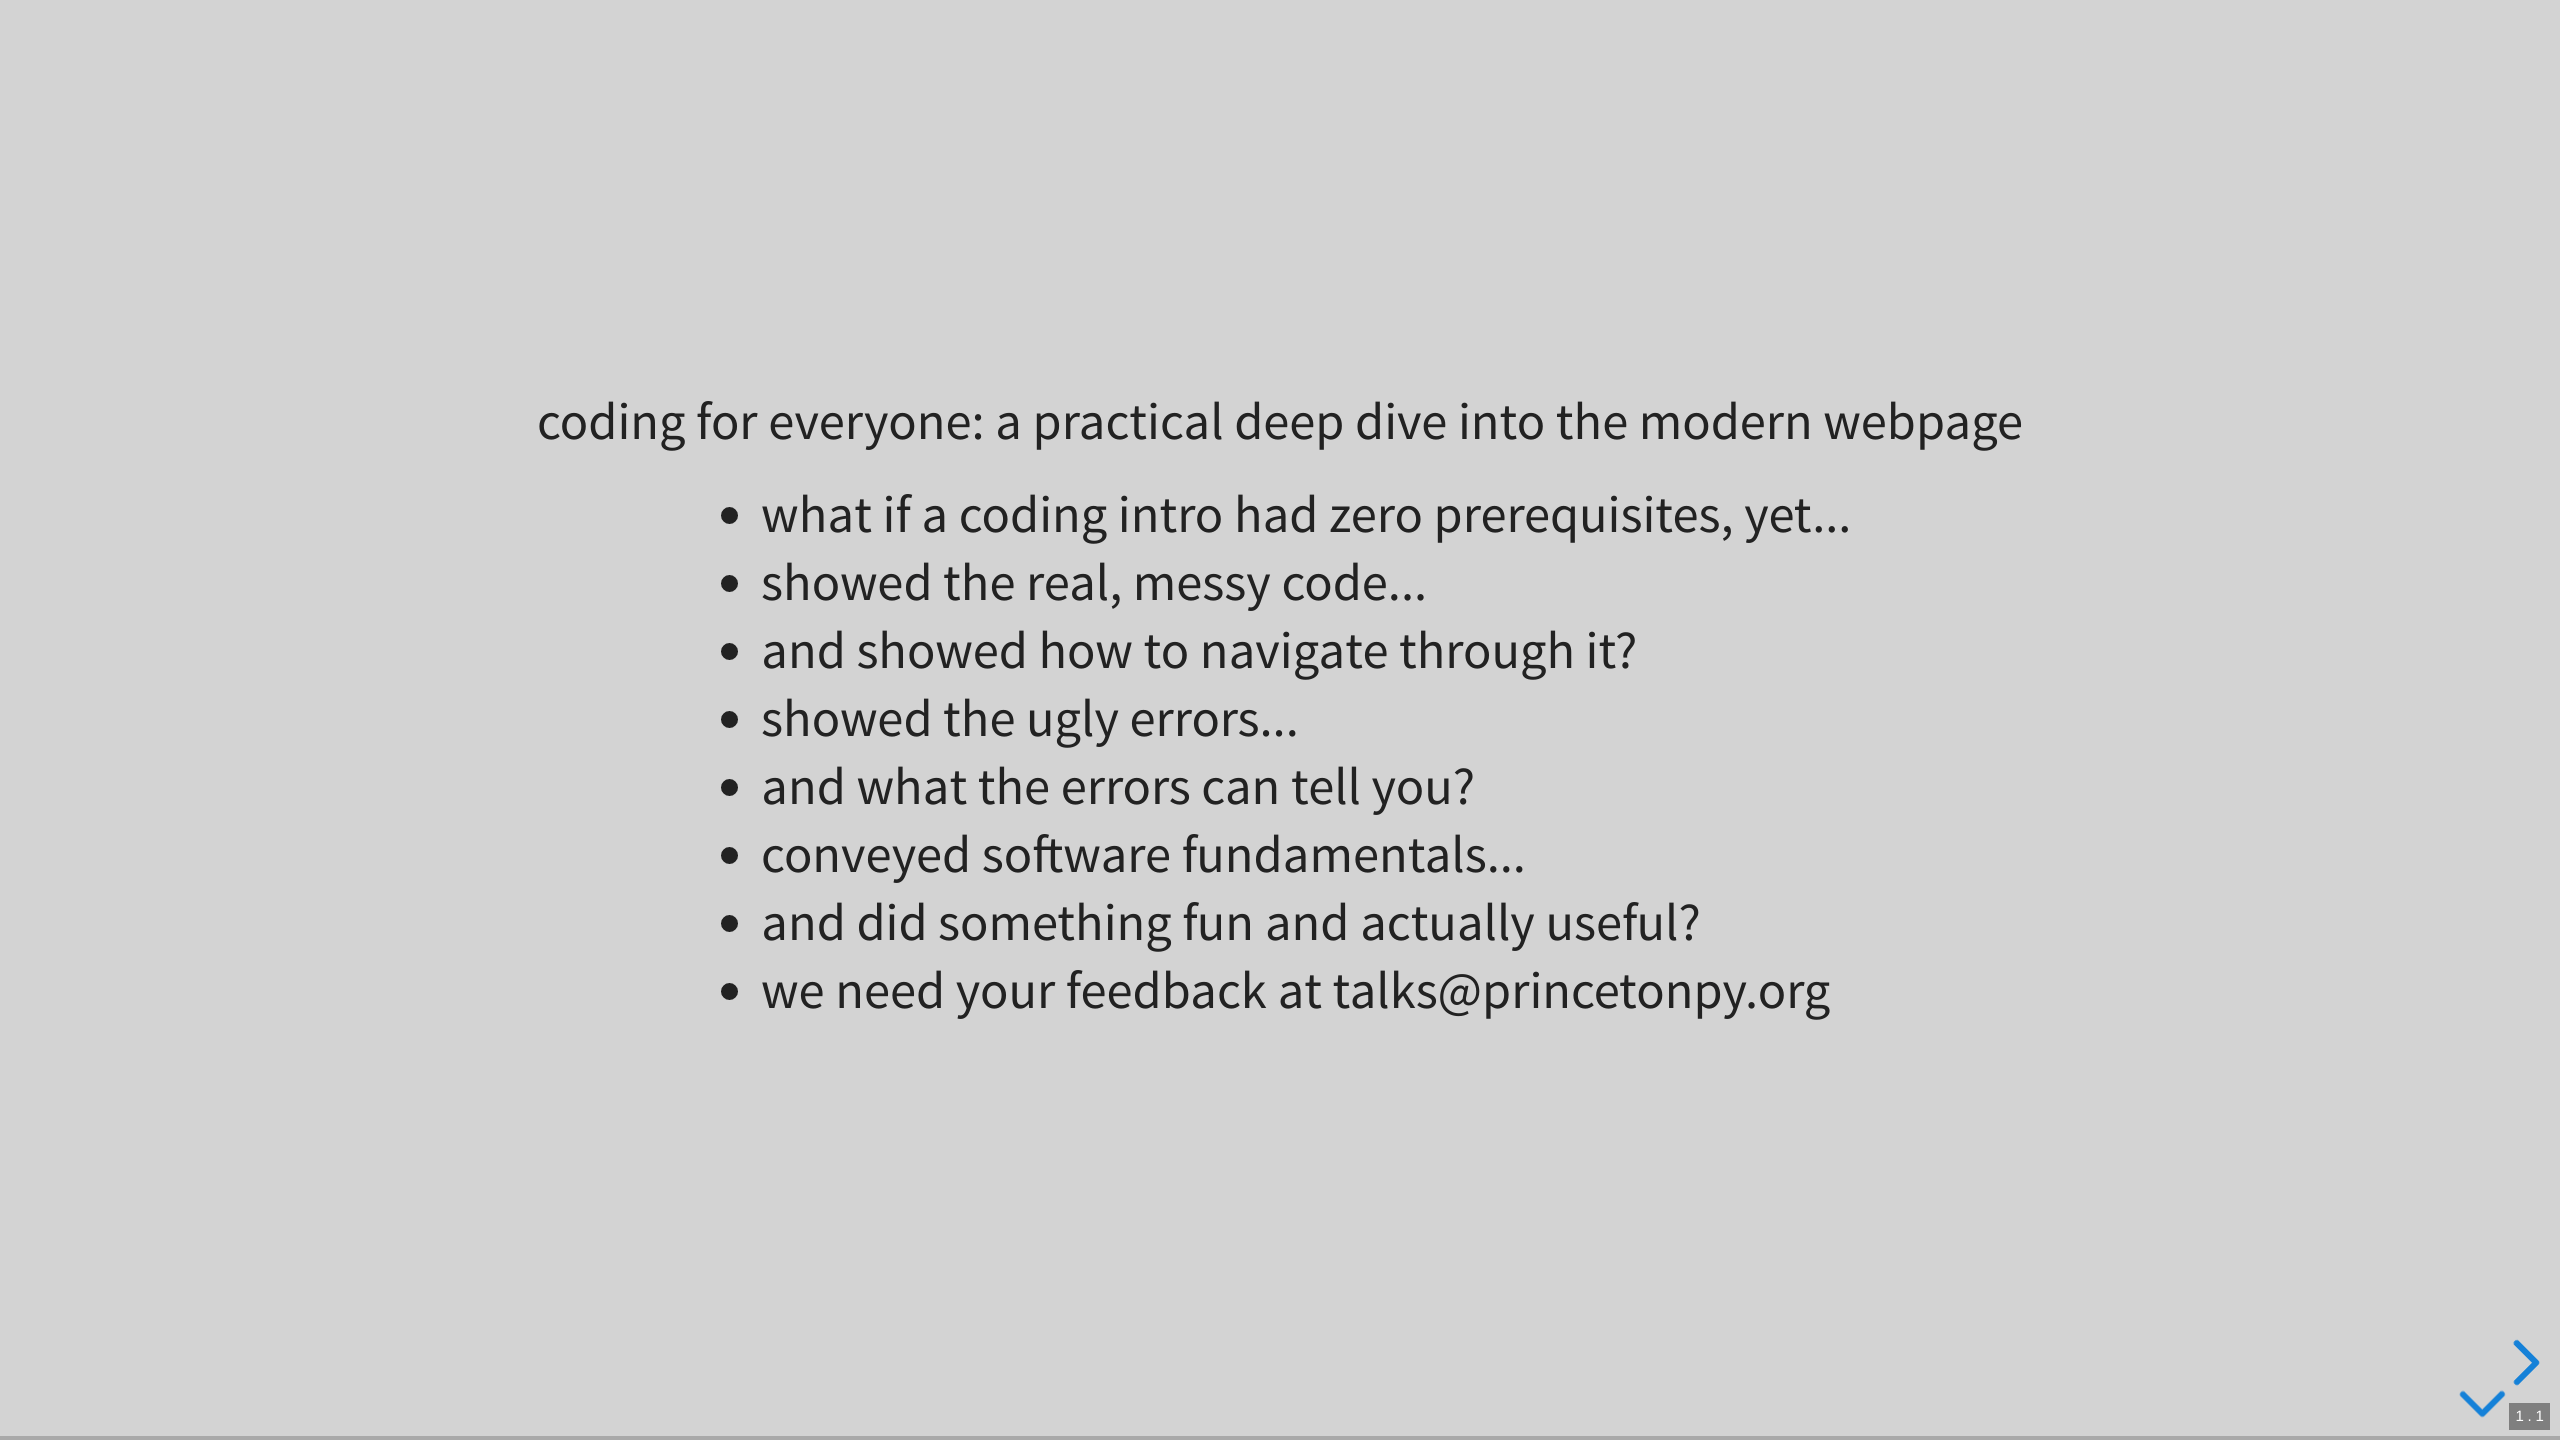 coding for everyone: a practical deep dive into the modern webpage
• what if a coding intro had zero prerequisites, yet...
• showed the real, messy code...
• and showed how to navigate through it?
• showed the ugly errors...
• and what the errors can tell you?
• conveyed software fundamentals...
• and did something fun and actually useful?
• we need your feedback at talks@princetonpy.org
1 . 1